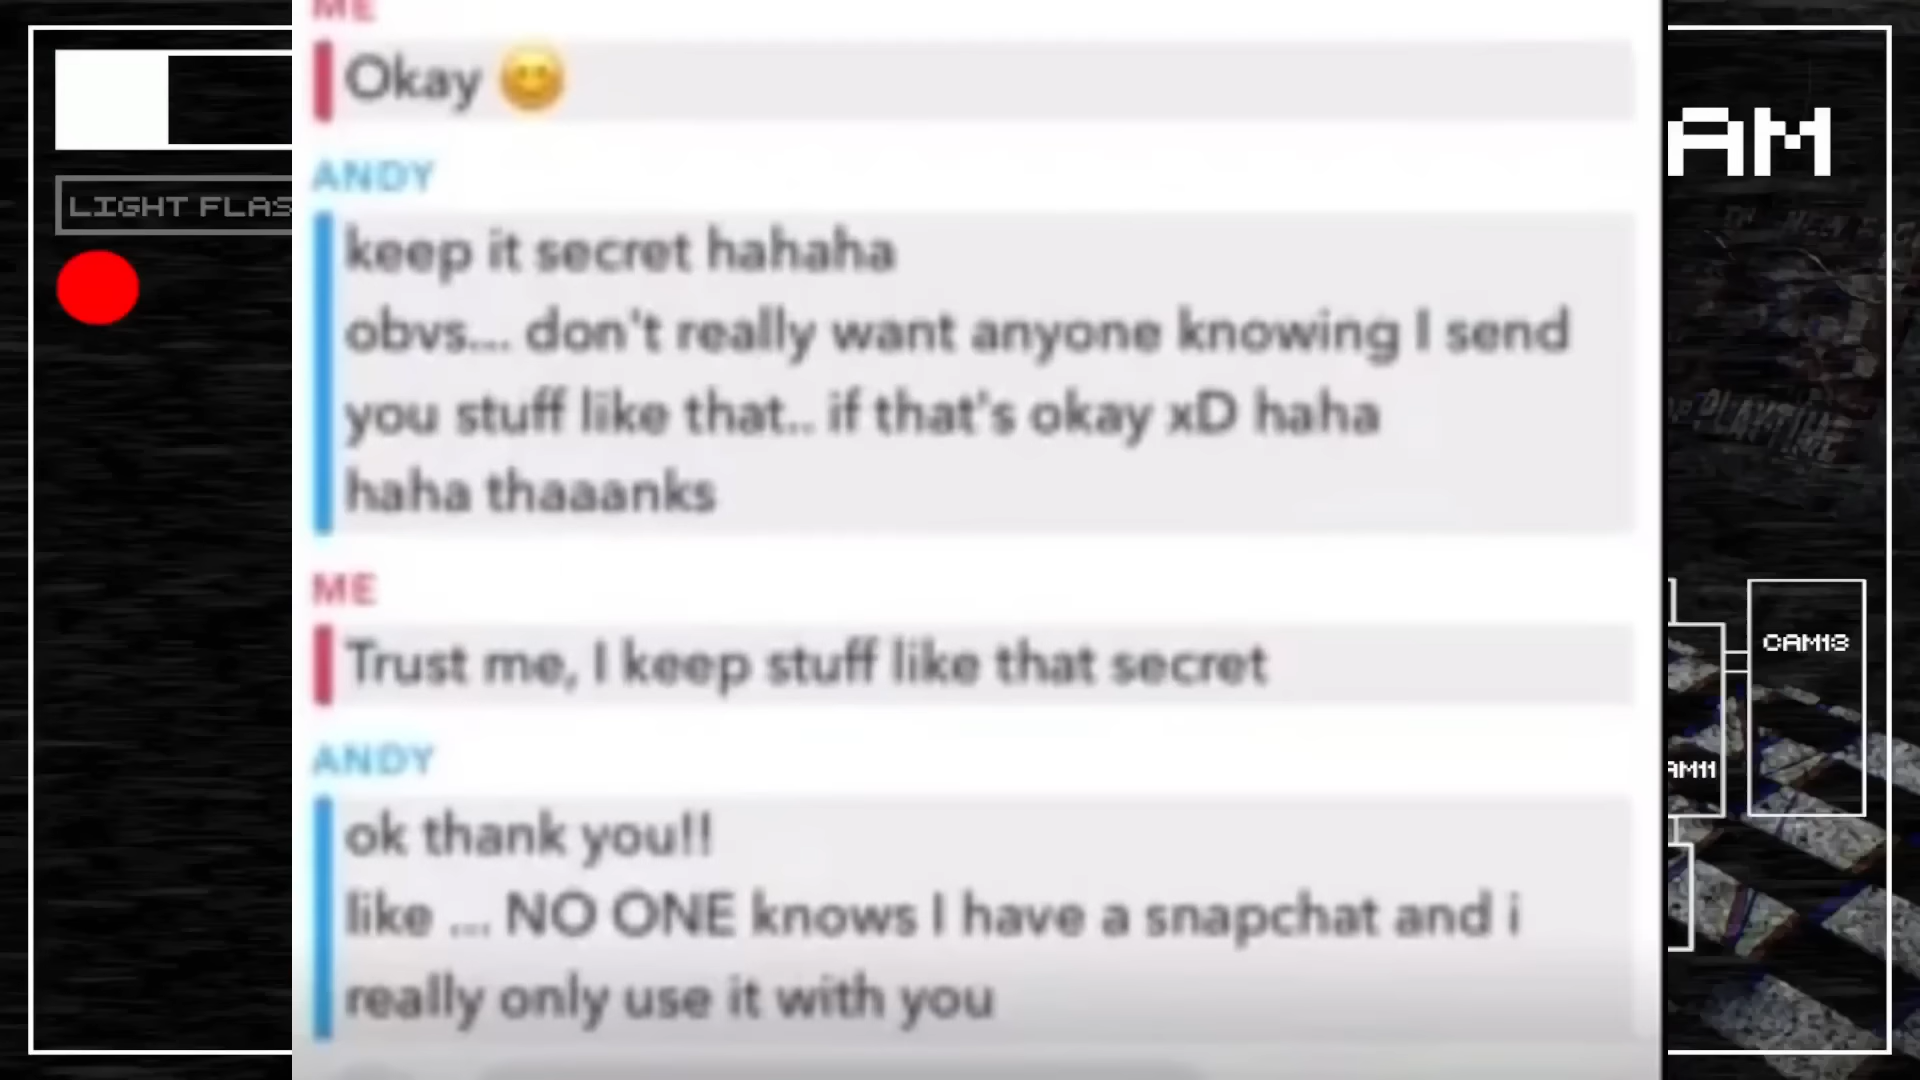 ME
Okay 😊
ANDY
keep it secret hahaha
obvs... don't really want anyone knowing I send
you stuff like that.. if that's okay xD haha
haha thaaanks
ME
Trust me, I keep stuff like that secret
ANDY
ok thank you!!
like ... NO ONE knows I have a snapchat and i
really only use it with you
LIGHT FLAS
AM
PLAYTIME
CAM13
AM11